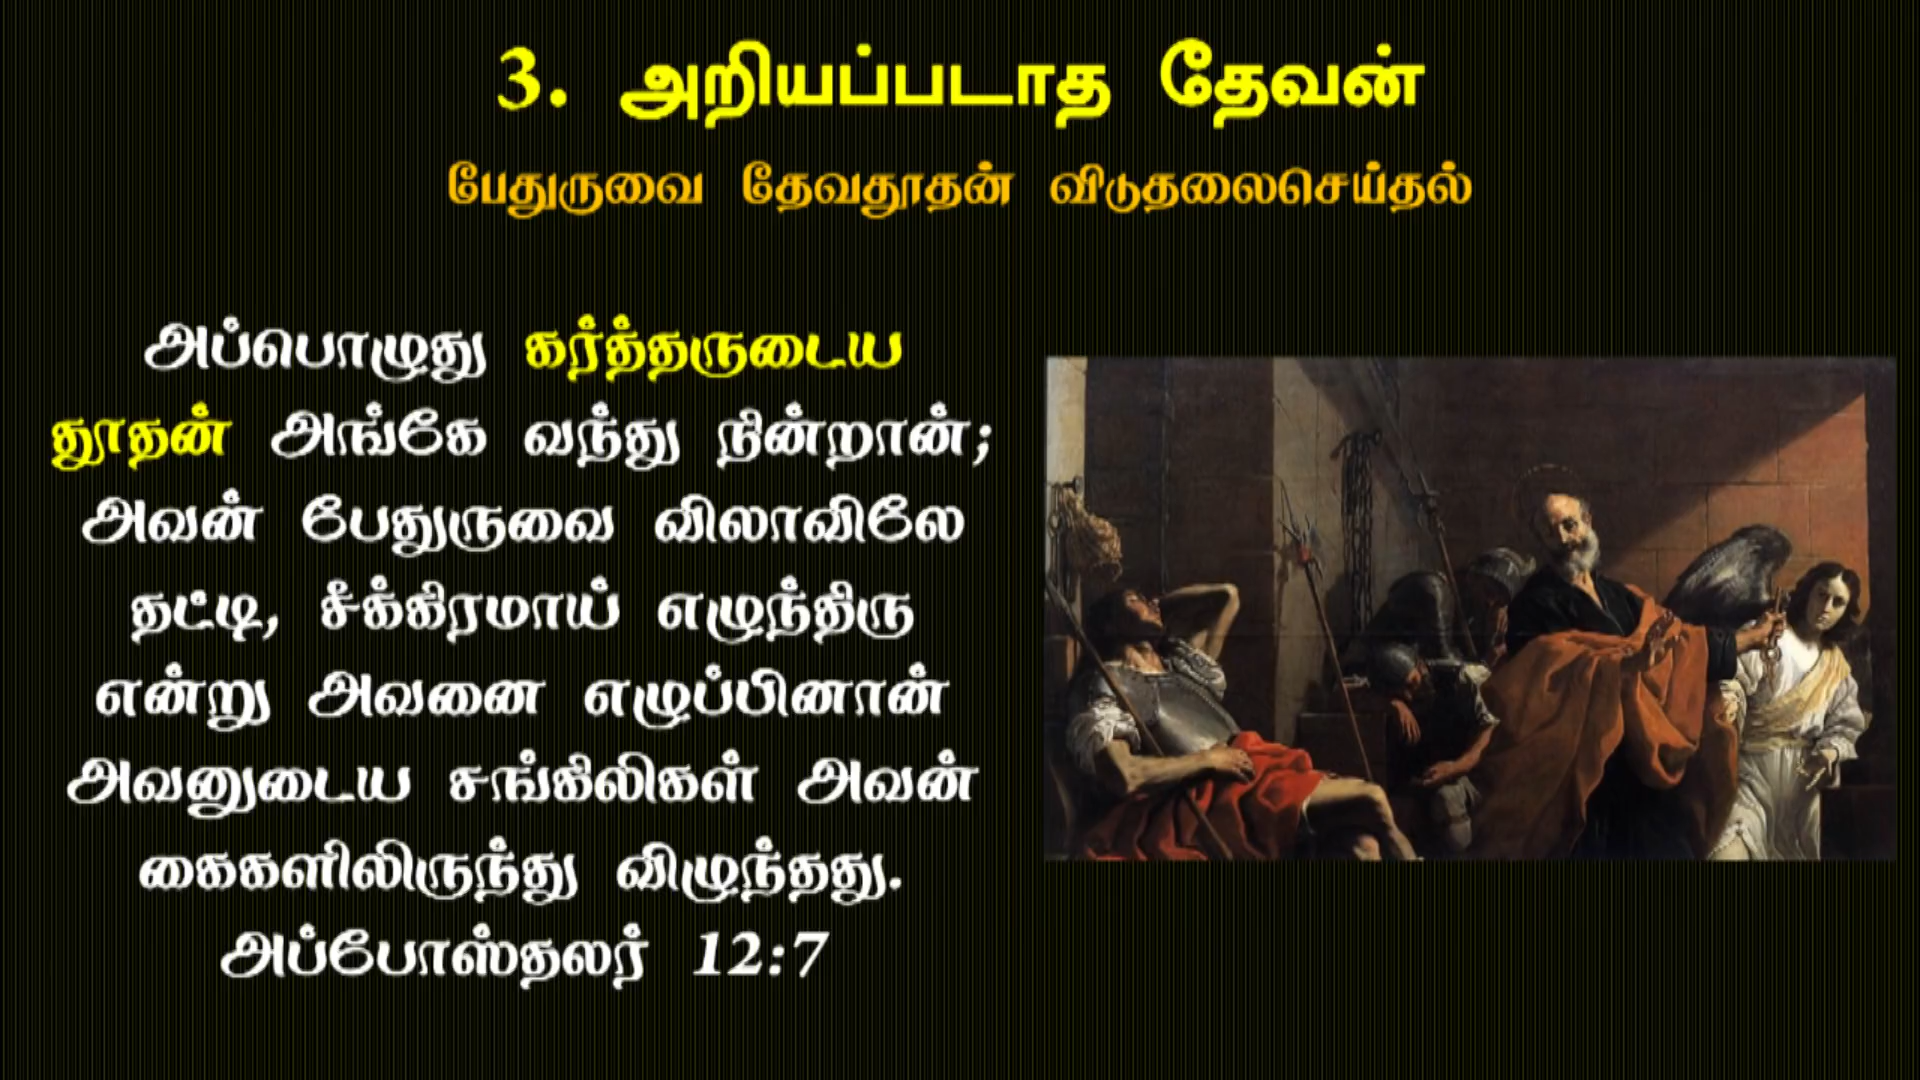 3. அறியப்படாத தேவன்
பேதுருவை தேவதூதன் விடுதலைசெய்தல்
அப்பொழுது கர்த்தருடைய
தூதன் அங்கே வந்து நின்றான்;
அவன் பேதுருவை விலாவிலே
தட்டி, சீக்கிரமாய் எழுந்திரு
என்று அவனை எழுப்பினான்
அவனுடைய சங்கிலிகள் அவன்
கைகளிலிருந்து விழுந்தது.
அப்போஸ்தலர் 12:7